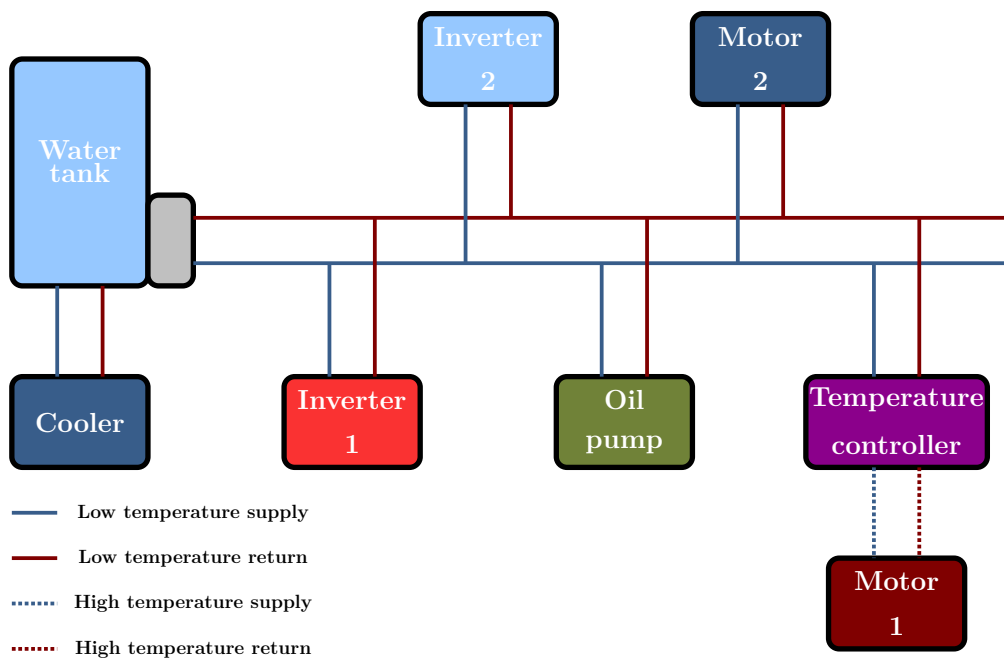 Inverter
2
Motor
2
Water
tank
Cooler
Inverter
1
Oil
pump
Temperature
controller
Low temperature supply
Low temperature return
High temperature supply
High temperature return
Motor
1